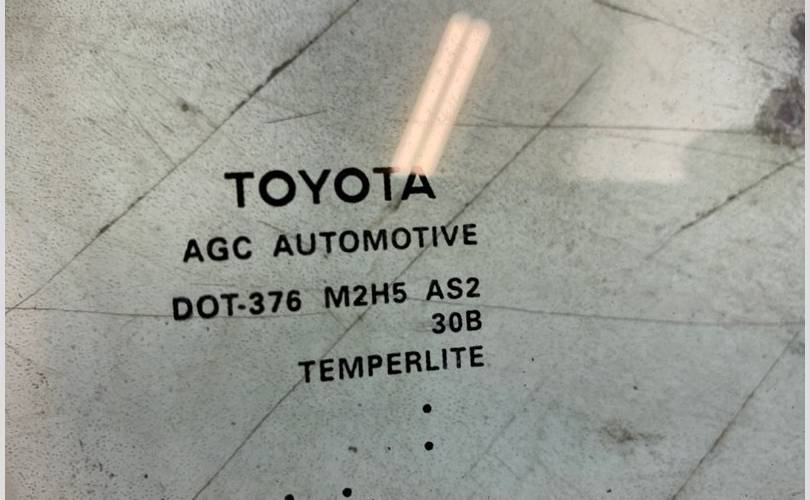 TOYOTA
AGC AUTOMOTIVE
DOT-376 M2H5 AS2
30B
TEMPERLITE